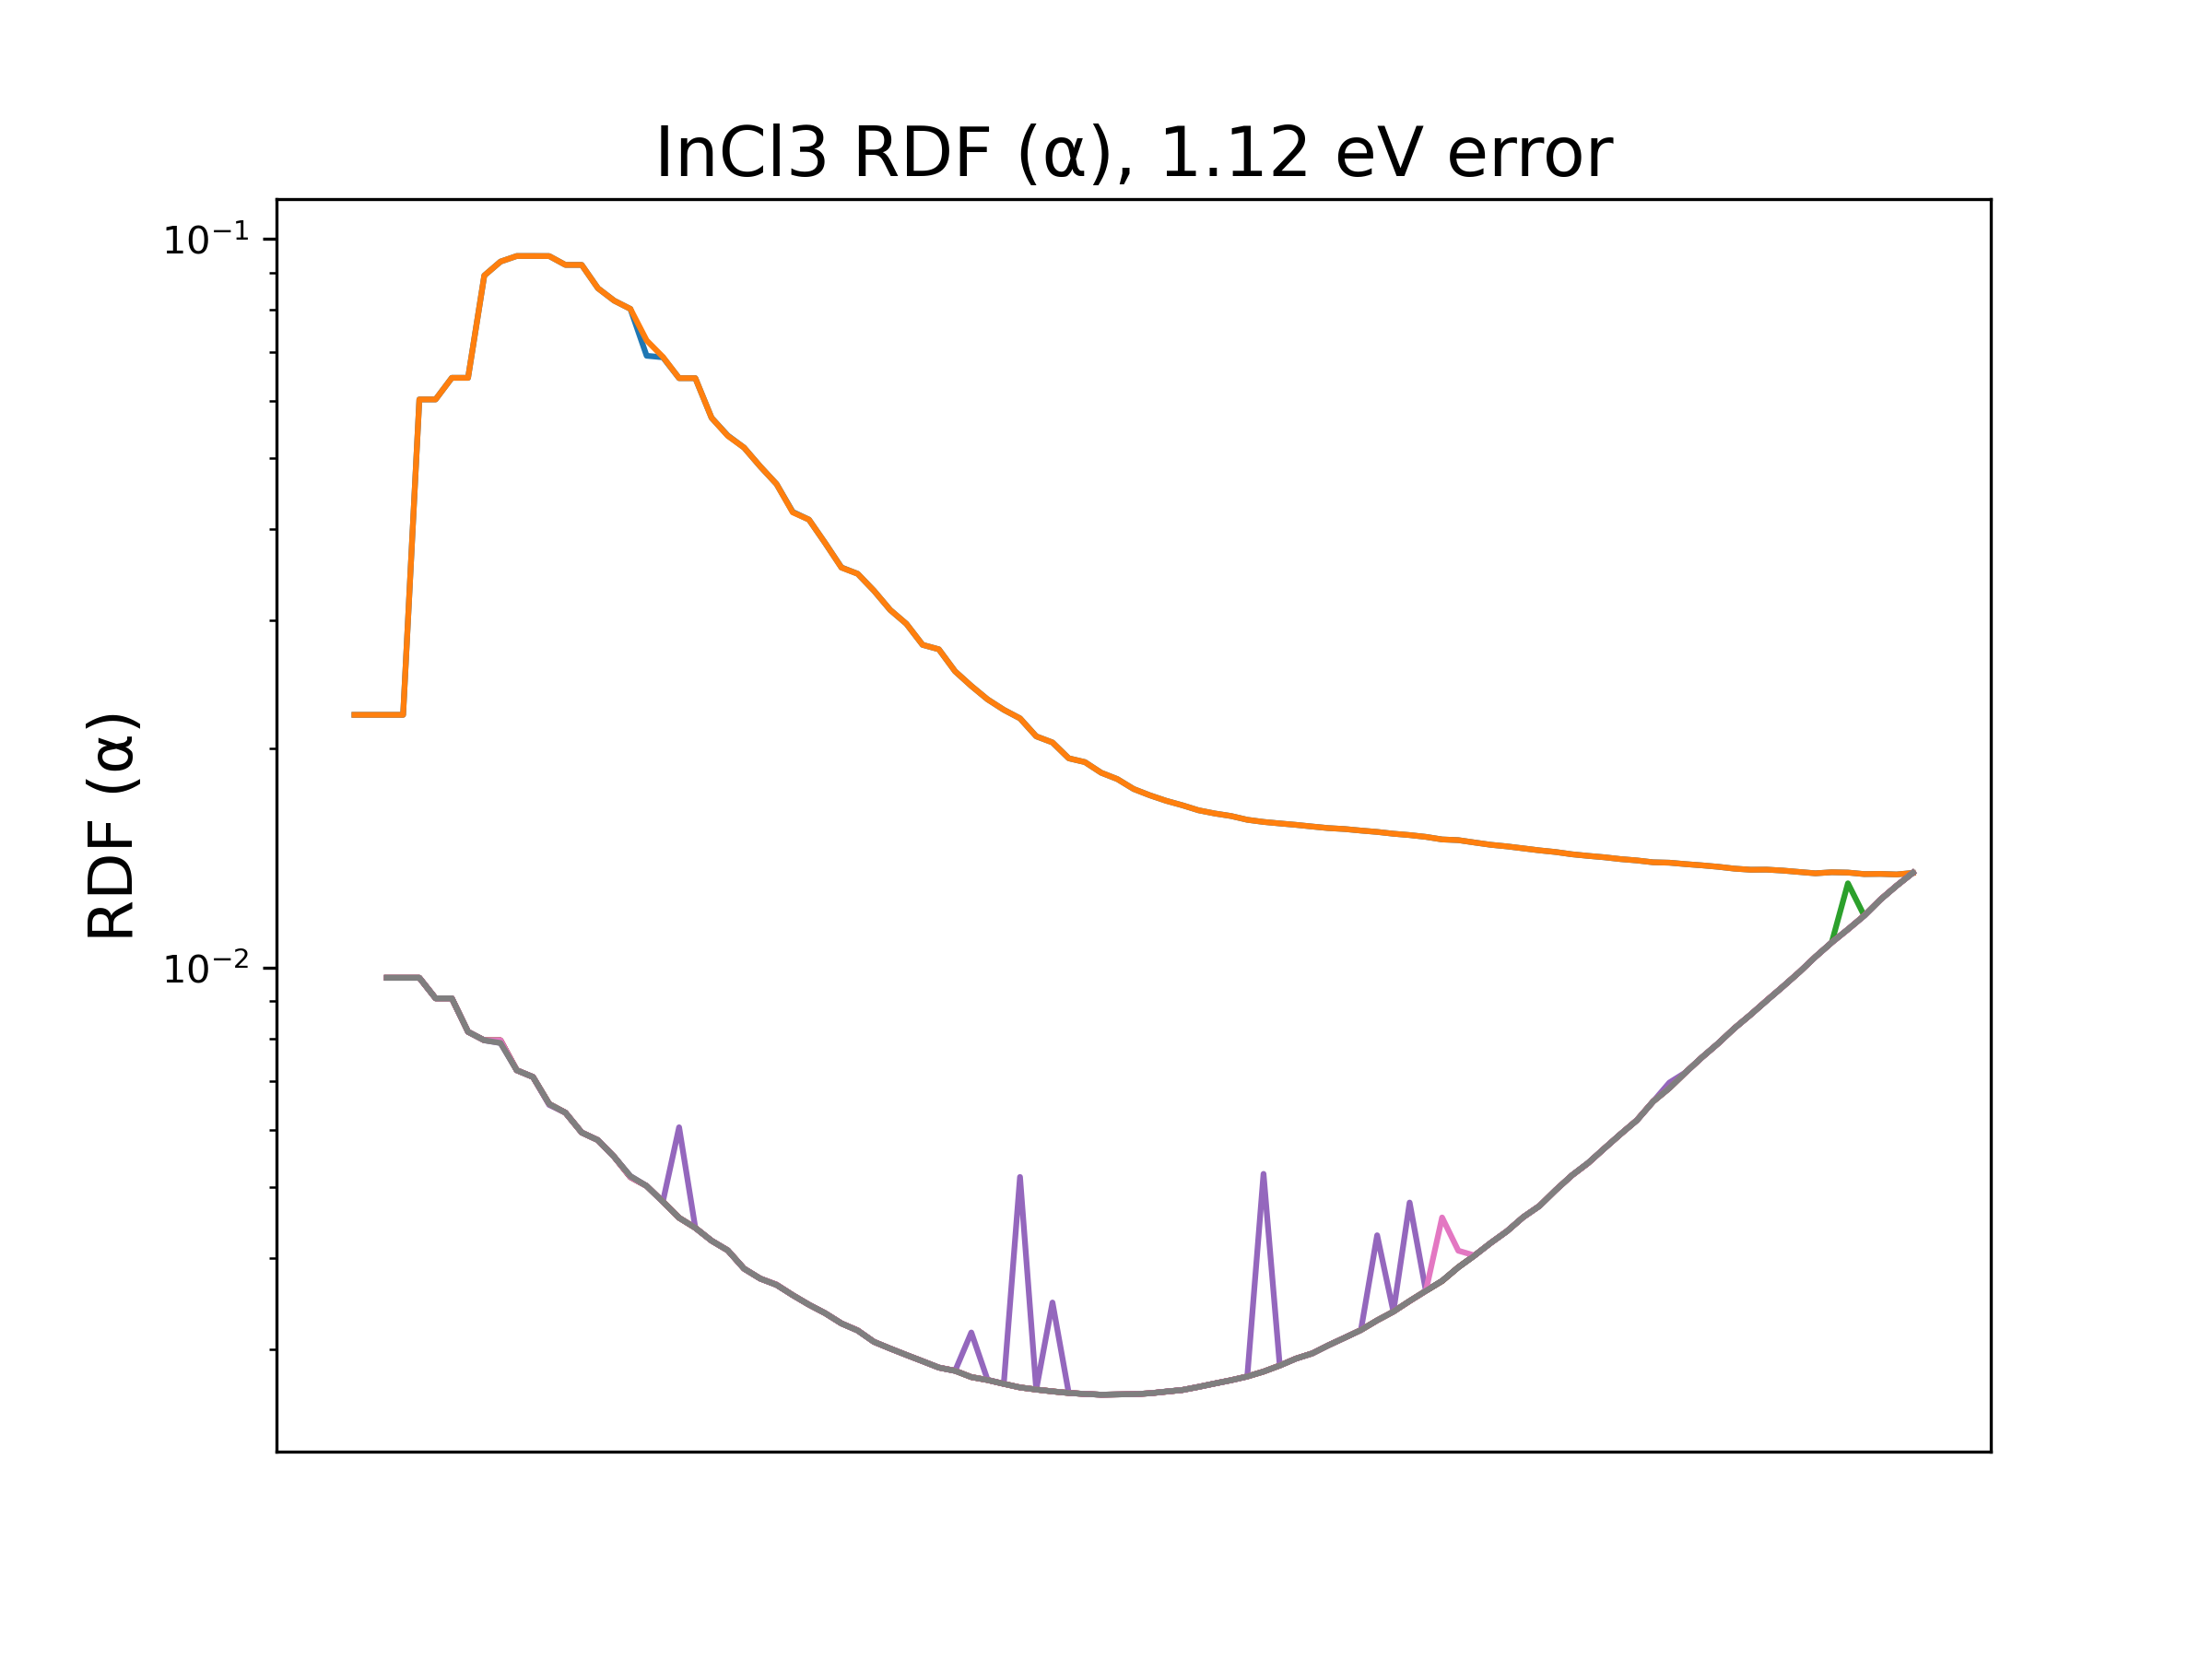 InCl3 RDF (α), 1.12 eV error
10⁻¹
RDF (α)
10⁻²